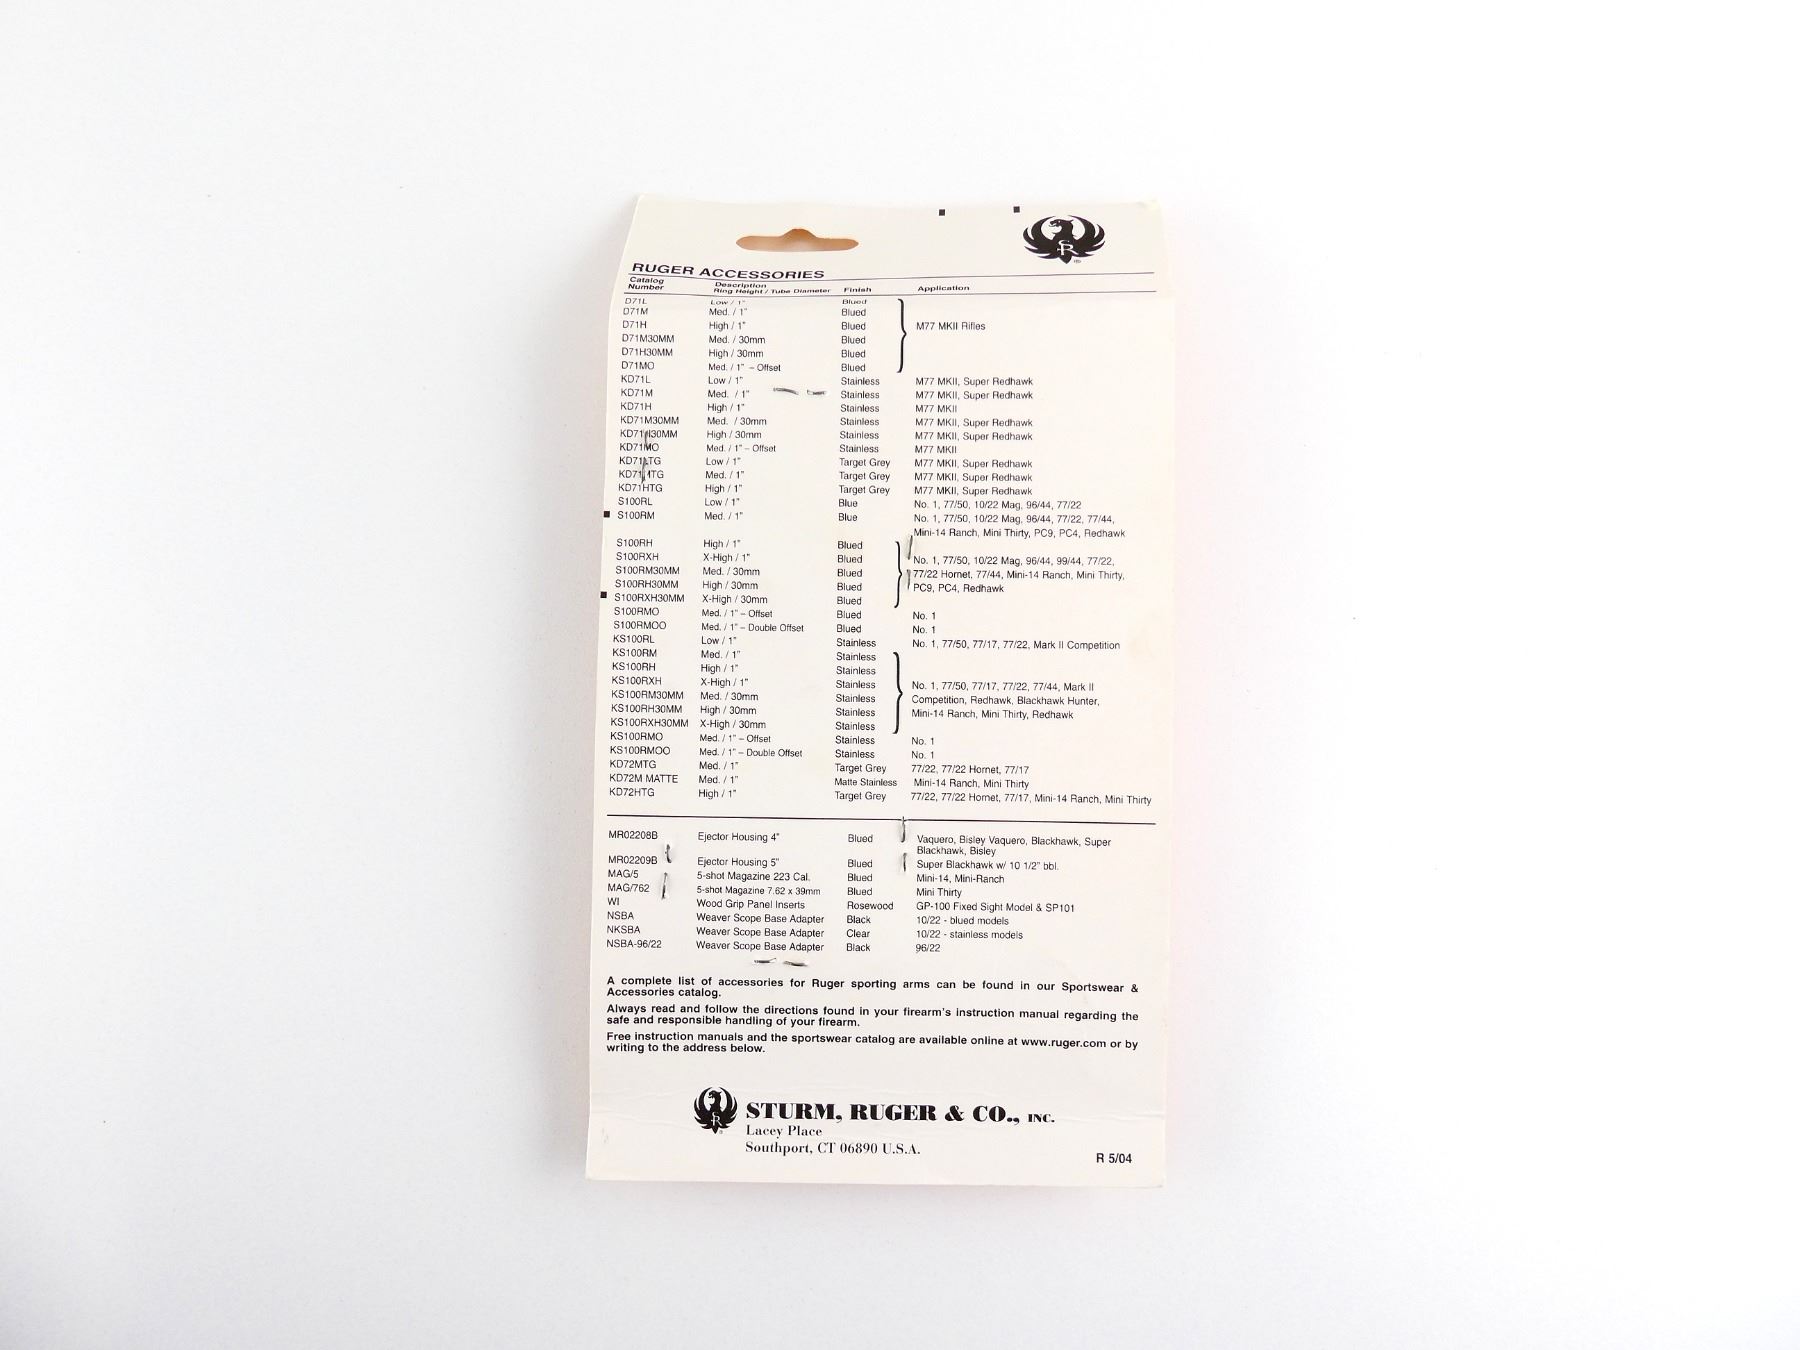 RUGER ACCESSORIES
Catalog Number Description Ring Height / Tube Diameter Finish Application
D71L Low / 1" Blued
D71M Med. / 1" Blued
D71H High / 1" Blued M77 MKII Rifles
D71M30MM Med. / 30mm Blued
D71H30MM High / 30mm Blued
D71MO Med. / 1" – Offset Blued
KD71L Low / 1" Stainless M77 MKII, Super Redhawk
KD71M Med. / 1" Stainless M77 MKII, Super Redhawk
KD71H High / 1" Stainless M77 MKII
KD71M30MM Med. / 30mm Stainless M77 MKII, Super Redhawk
KD71H30MM High / 30mm Stainless M77 MKII, Super Redhawk
KD71MO Med. / 1" – Offset Stainless M77 MKII
KD71LTG Low / 1" Target Grey M77 MKII, Super Redhawk
Med. / 1" Target Grey M77 MKII, Super Redhawk
KD71HTG High / 1" Target Grey M77 MKII, Super Redhawk
S100RL Low / 1" Blue No. 1, 77/50, 10/22 Mag, 96/44, 77/22
S100RM Med. / 1" Blue No. 1, 77/50, 10/22 Mag, 96/44, 77/22, 77/44,
Mini-14 Ranch, Mini Thirty, PC9, PC4, Redhawk
S100RH High / 1" Blued
S100RXH X-High / 1" Blued No. 1, 77/50, 10/22 Mag, 96/44, 99/44, 77/22,
S100RM30MM Med. / 30mm Blued 77/22 Hornet, 77/44, Mini-14 Ranch, Mini Thirty,
S100RH30MM High / 30mm Blued PC9, PC4, Redhawk
S100RXH30MM X-High / 30mm Blued
S100RMO Med. / 1" – Offset Blued No. 1
S100RMOO Med. / 1" – Double Offset Blued No. 1
KS100RL Low / 1" Stainless No. 1, 77/50, 77/17, 77/22, Mark II Competition
KS100RM Med. / 1" Stainless
KS100RH High / 1" Stainless
KS100RXH X-High / 1" Stainless No. 1, 77/50, 77/17, 77/22, 77/44, Mark II
KS100RM30MM Med. / 30mm Stainless Competition, Redhawk, Blackhawk Hunter,
KS100RH30MM High / 30mm Stainless Mini-14 Ranch, Mini Thirty, Redhawk
KS100RXH30MM X-High / 30mm Stainless
KS100RMO Med. / 1" – Offset Stainless No. 1
KS100RMOO Med. / 1" – Double Offset Stainless No. 1
KD72MTG Med. / 1" Target Grey 77/22, 77/22 Hornet, 77/17
KD72M MATTE Med. / 1" Matte Stainless Mini-14 Ranch, Mini Thirty
KD72HTG High / 1" Target Grey 77/22, 77/22 Hornet, 77/17, Mini-14 Ranch, Mini Thirty
MR02208B Ejector Housing 4" Blued Vaquero, Bisley Vaquero, Blackhawk, Super
Blackhawk, Bisley
MR02209B Ejector Housing 5" Blued Super Blackhawk w/ 10 1/2" bbl.
MAG/5 5-shot Magazine 223 Cal. Blued Mini-14, Mini-Ranch
MAG/762 5-shot Magazine 7.62 x 39mm Blued Mini Thirty
WI Wood Grip Panel Inserts Rosewood GP-100 Fixed Sight Model & SP101
NSBA Weaver Scope Base Adapter Black 10/22 - blued models
NKSBA Weaver Scope Base Adapter Clear 10/22 - stainless models
NSBA-96/22 Weaver Scope Base Adapter Black 96/22
A complete list of accessories for Ruger sporting arms can be found in our Sportswear &
Accessories catalog.
Always read and follow the directions found in your firearm's instruction manual regarding the
safe and responsible handling of your firearm.
Free instruction manuals and the sportswear catalog are available online at www.ruger.com or by
writing to the address below.
STURM, RUGER & CO., INC.
Lacey Place
Southport, CT 06890 U.S.A.
R 5/04